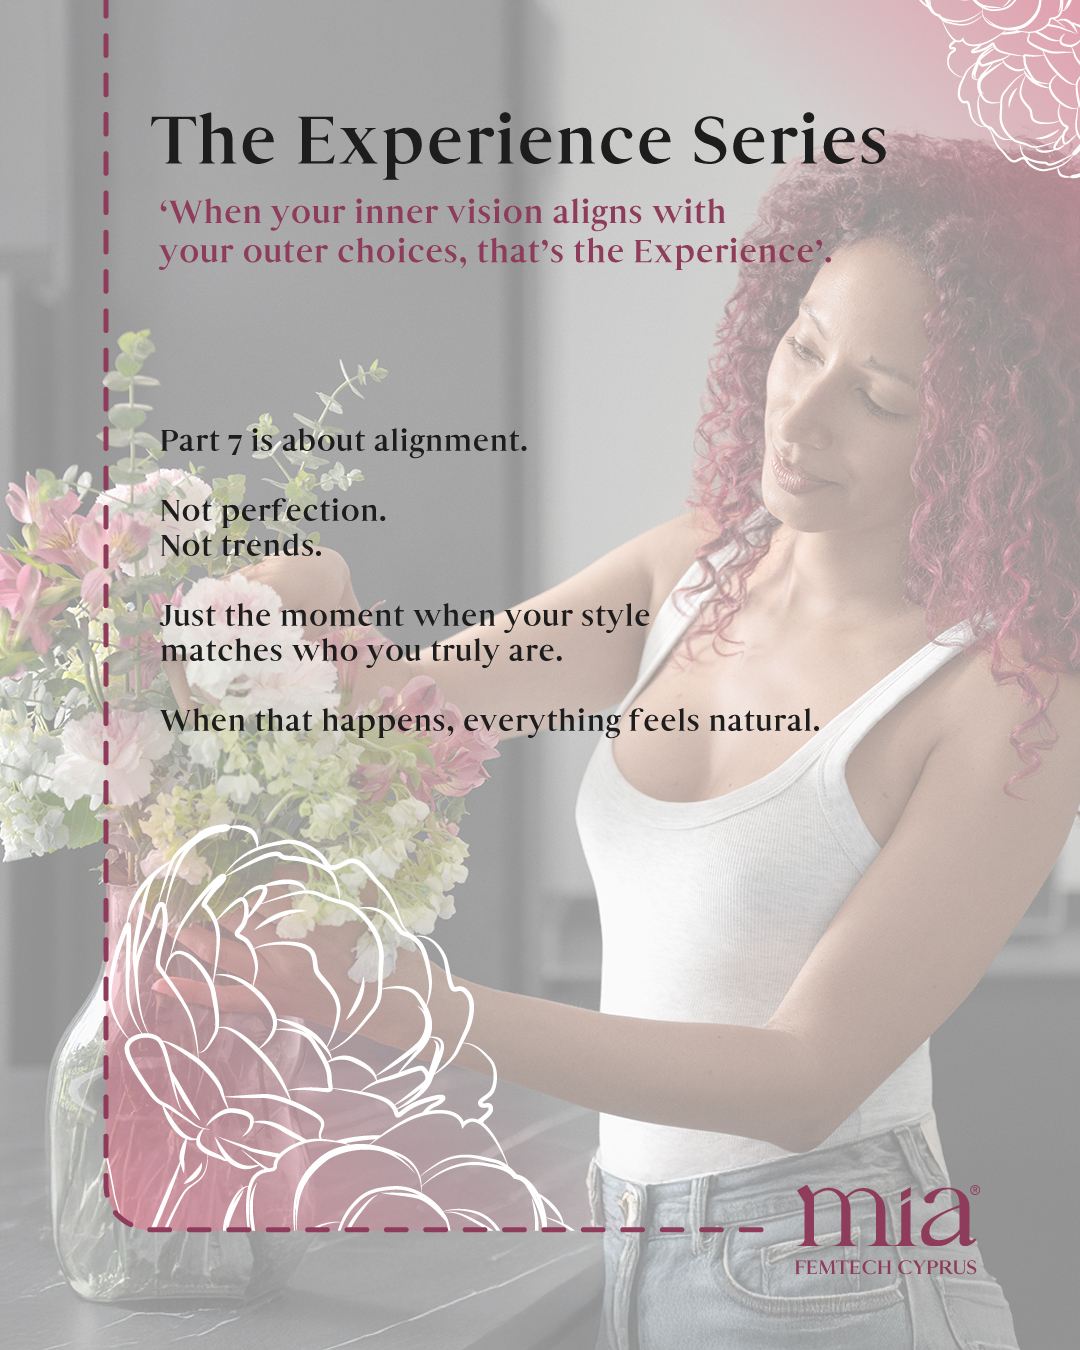 The Experience Series
‘When your inner vision aligns with
your outer choices, that’s the Experience’.
Part 7 is about alignment.
Not perfection.
Not trends.
Just the moment when your style
matches who you truly are.
When that happens, everything feels natural.
mia®
FEMTECH CYPRUS